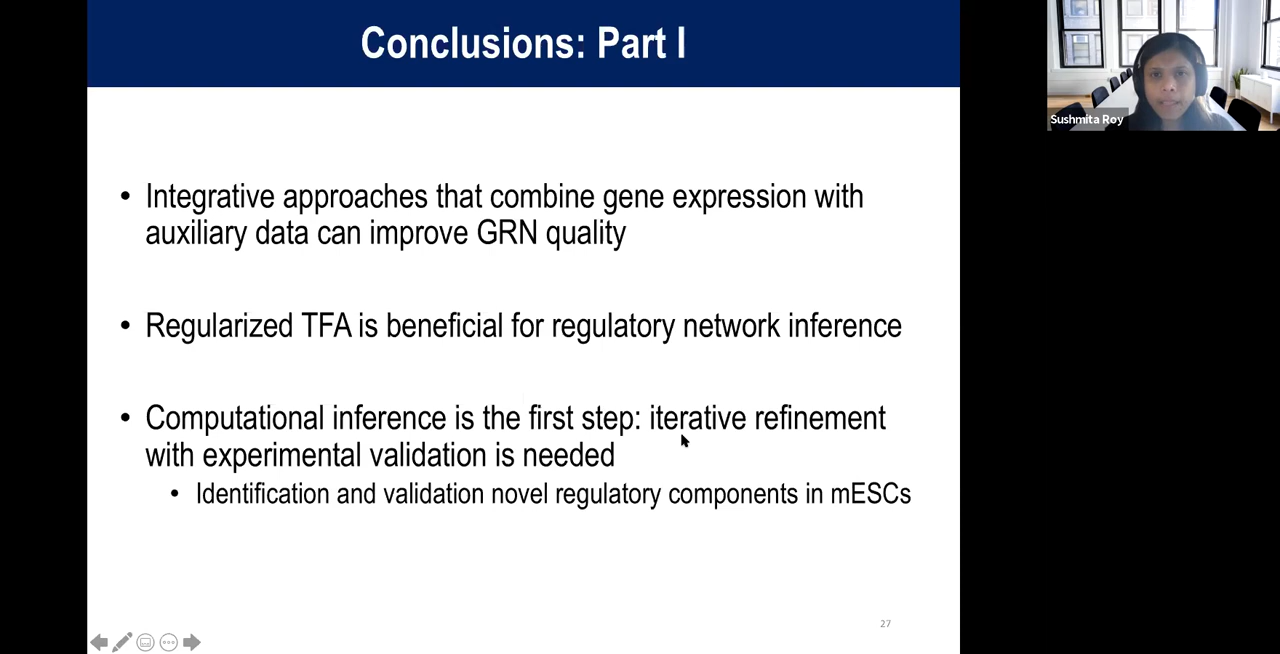 Conclusions: Part I
Sushmita Roy
• Integrative approaches that combine gene expression with
auxiliary data can improve GRN quality
• Regularized TFA is beneficial for regulatory network inference
• Computational inference is the first step: iterative refinement
with experimental validation is needed
• Identification and validation novel regulatory components in mESCs
27